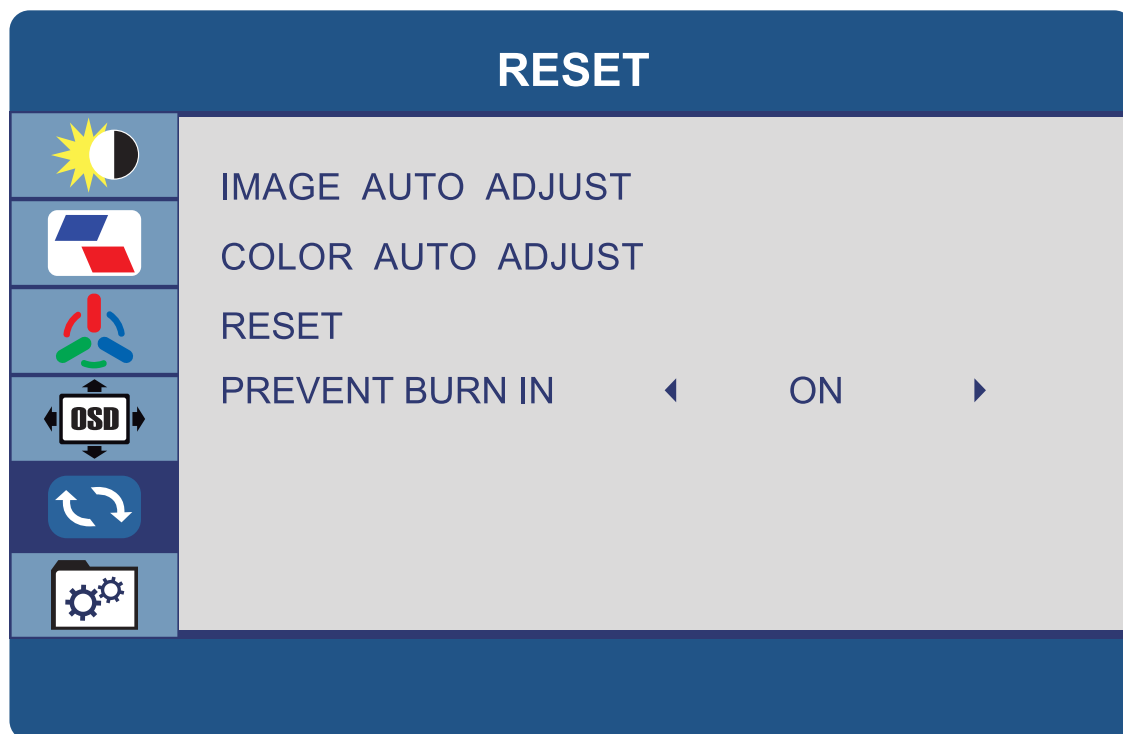 RESET
IMAGE AUTO ADJUST
COLOR AUTO ADJUST
RESET
PREVENT BURN IN ON
OSD